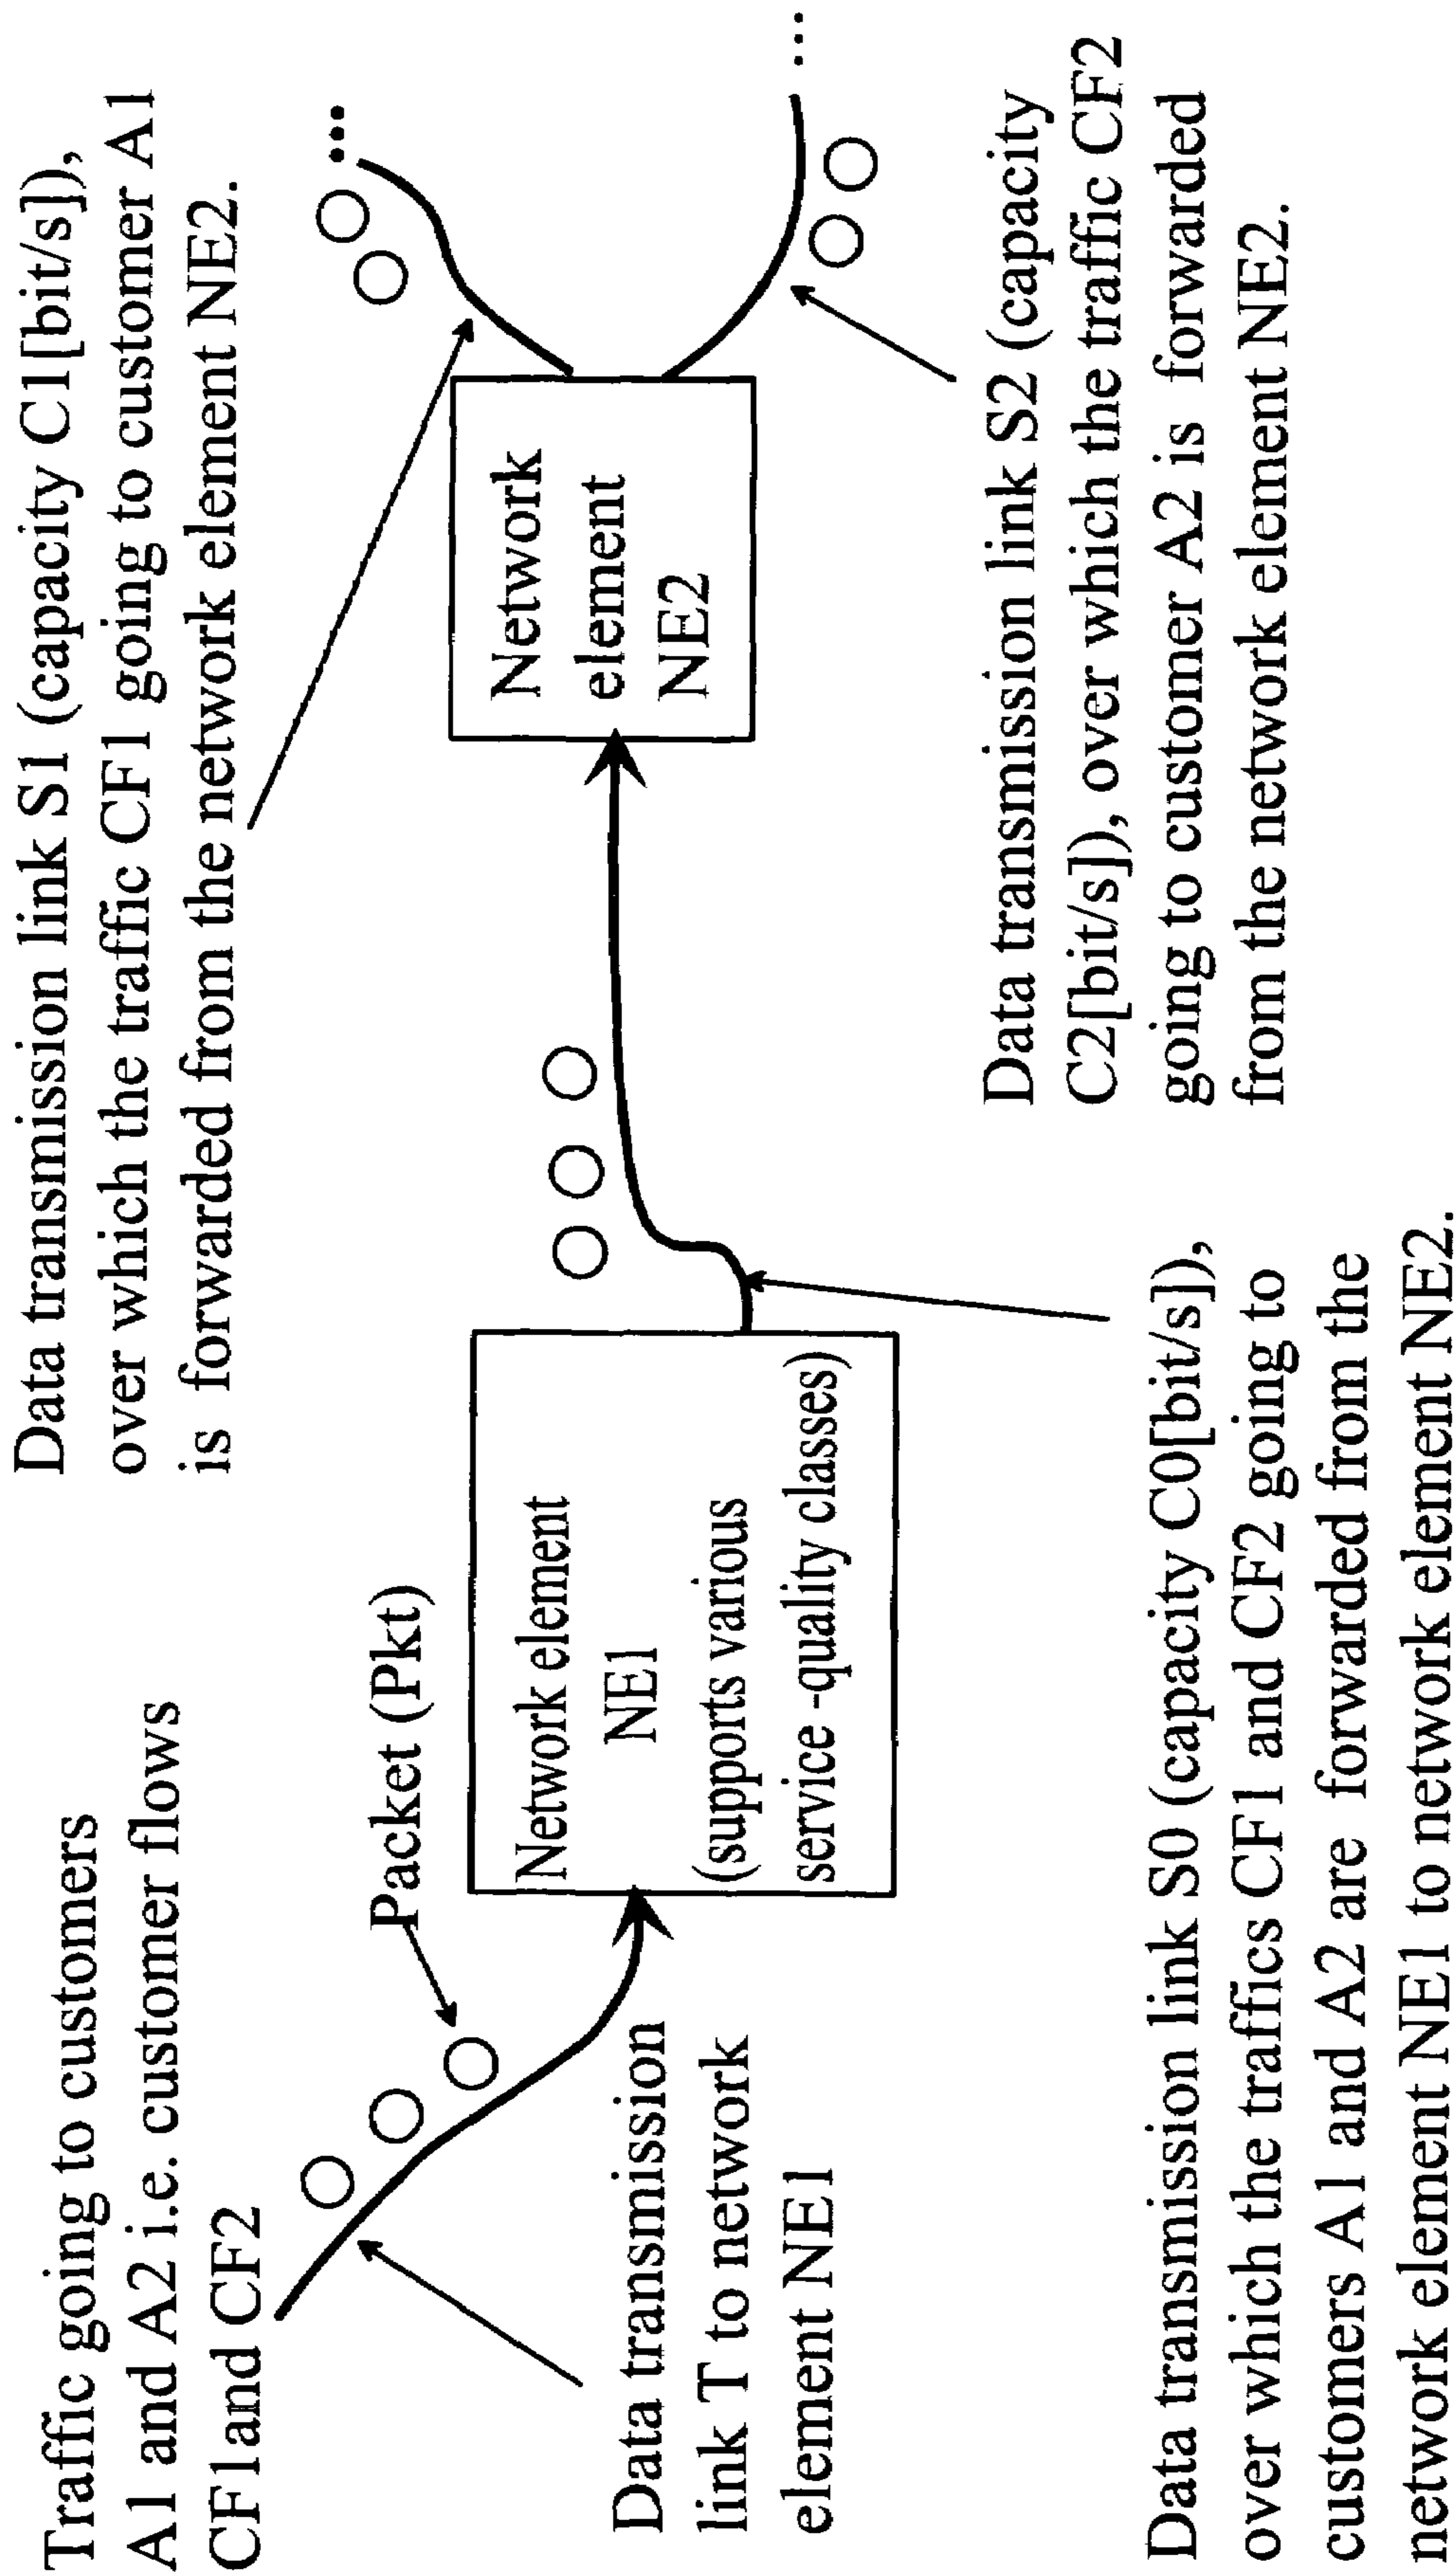 Traffic going to customers
A1 and A2 i.e. customer flows
CF1and CF2
Data transmission link S1 (capacity C1[bit/s]),
over which the traffic CF1 going to customer A1
is forwarded from the network element NE2.
Packet (Pkt)
...
Network element
NE1
(supports various
service -quality classes)
Network
element
NE2
Data transmission
link T to network
element NE1
...
Data transmission link S2 (capacity
C2[bit/s]), over which the traffic CF2
going to customer A2 is forwarded
from the network element NE2.
Data transmission link S0 (capacity C0[bit/s]),
over which the traffics CF1 and CF2 going to
customers A1 and A2 are forwarded from the
network element NE1 to network element NE2.